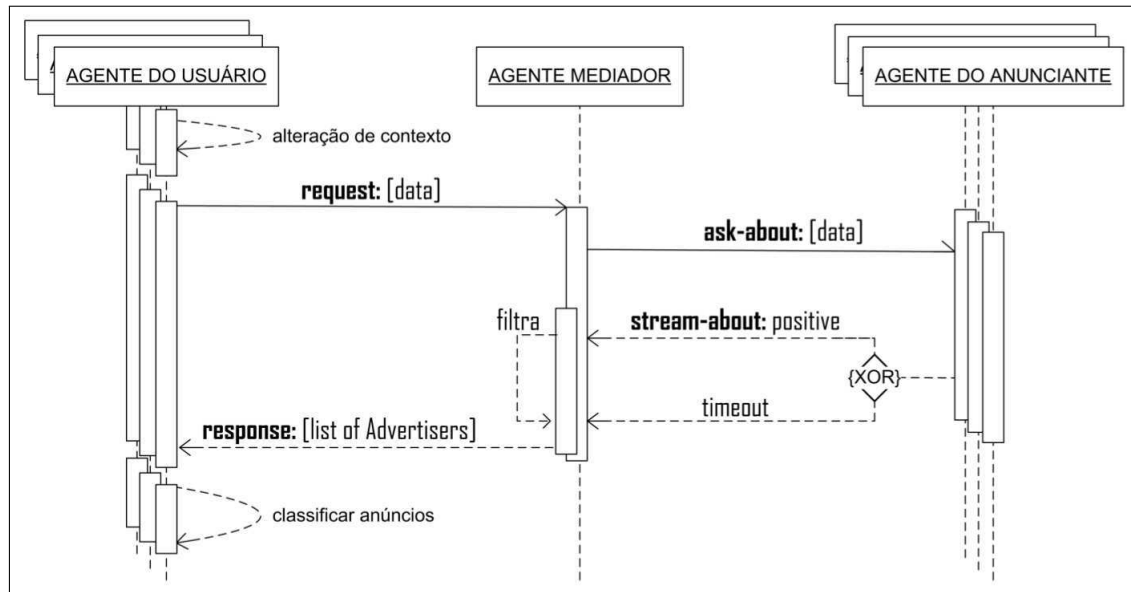 AGENTE DO USUÁRIO
AGENTE MEDIADOR
AGENTE DO ANUNCIANTE
alteração de contexto
request: [data]
ask-about: [data]
filtra
stream-about: positive
{XOR}
timeout
response: [list of Advertisers]
classificar anúncios